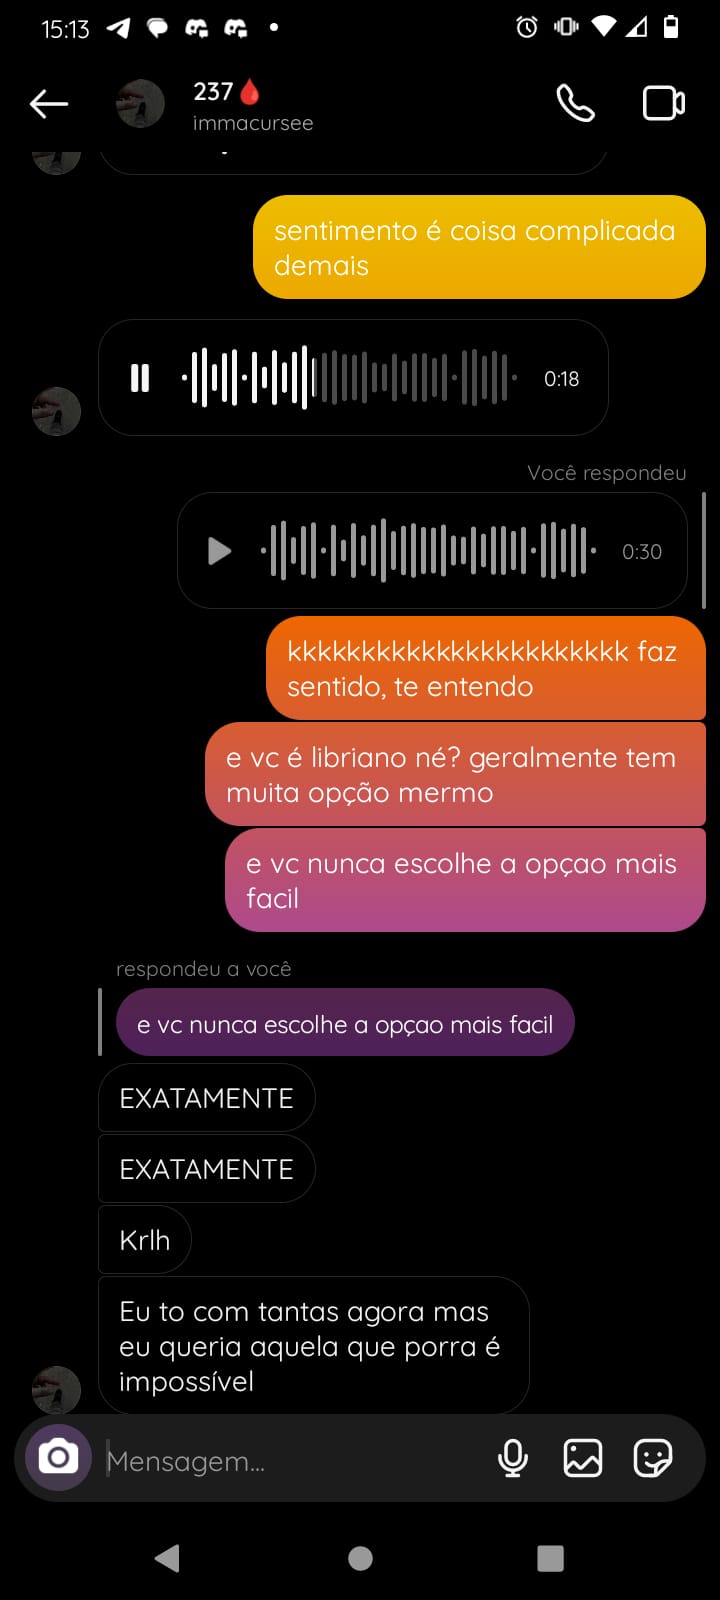 15:13
237🩸
immacursee
sentimento é coisa complicada
demais
0:18
Você respondeu
0:30
kkkkkkkkkkkkkkkkkkkkkkk faz
sentido, te entendo
e vc é libriano né? geralmente tem
muita opção mermo
e vc nunca escolhe a opçao mais
facil
respondeu a você
e vc nunca escolhe a opçao mais facil
EXATAMENTE
EXATAMENTE
Krlh
Eu to com tantas agora mas
eu queria aquela que porra é
impossível
Mensagem...